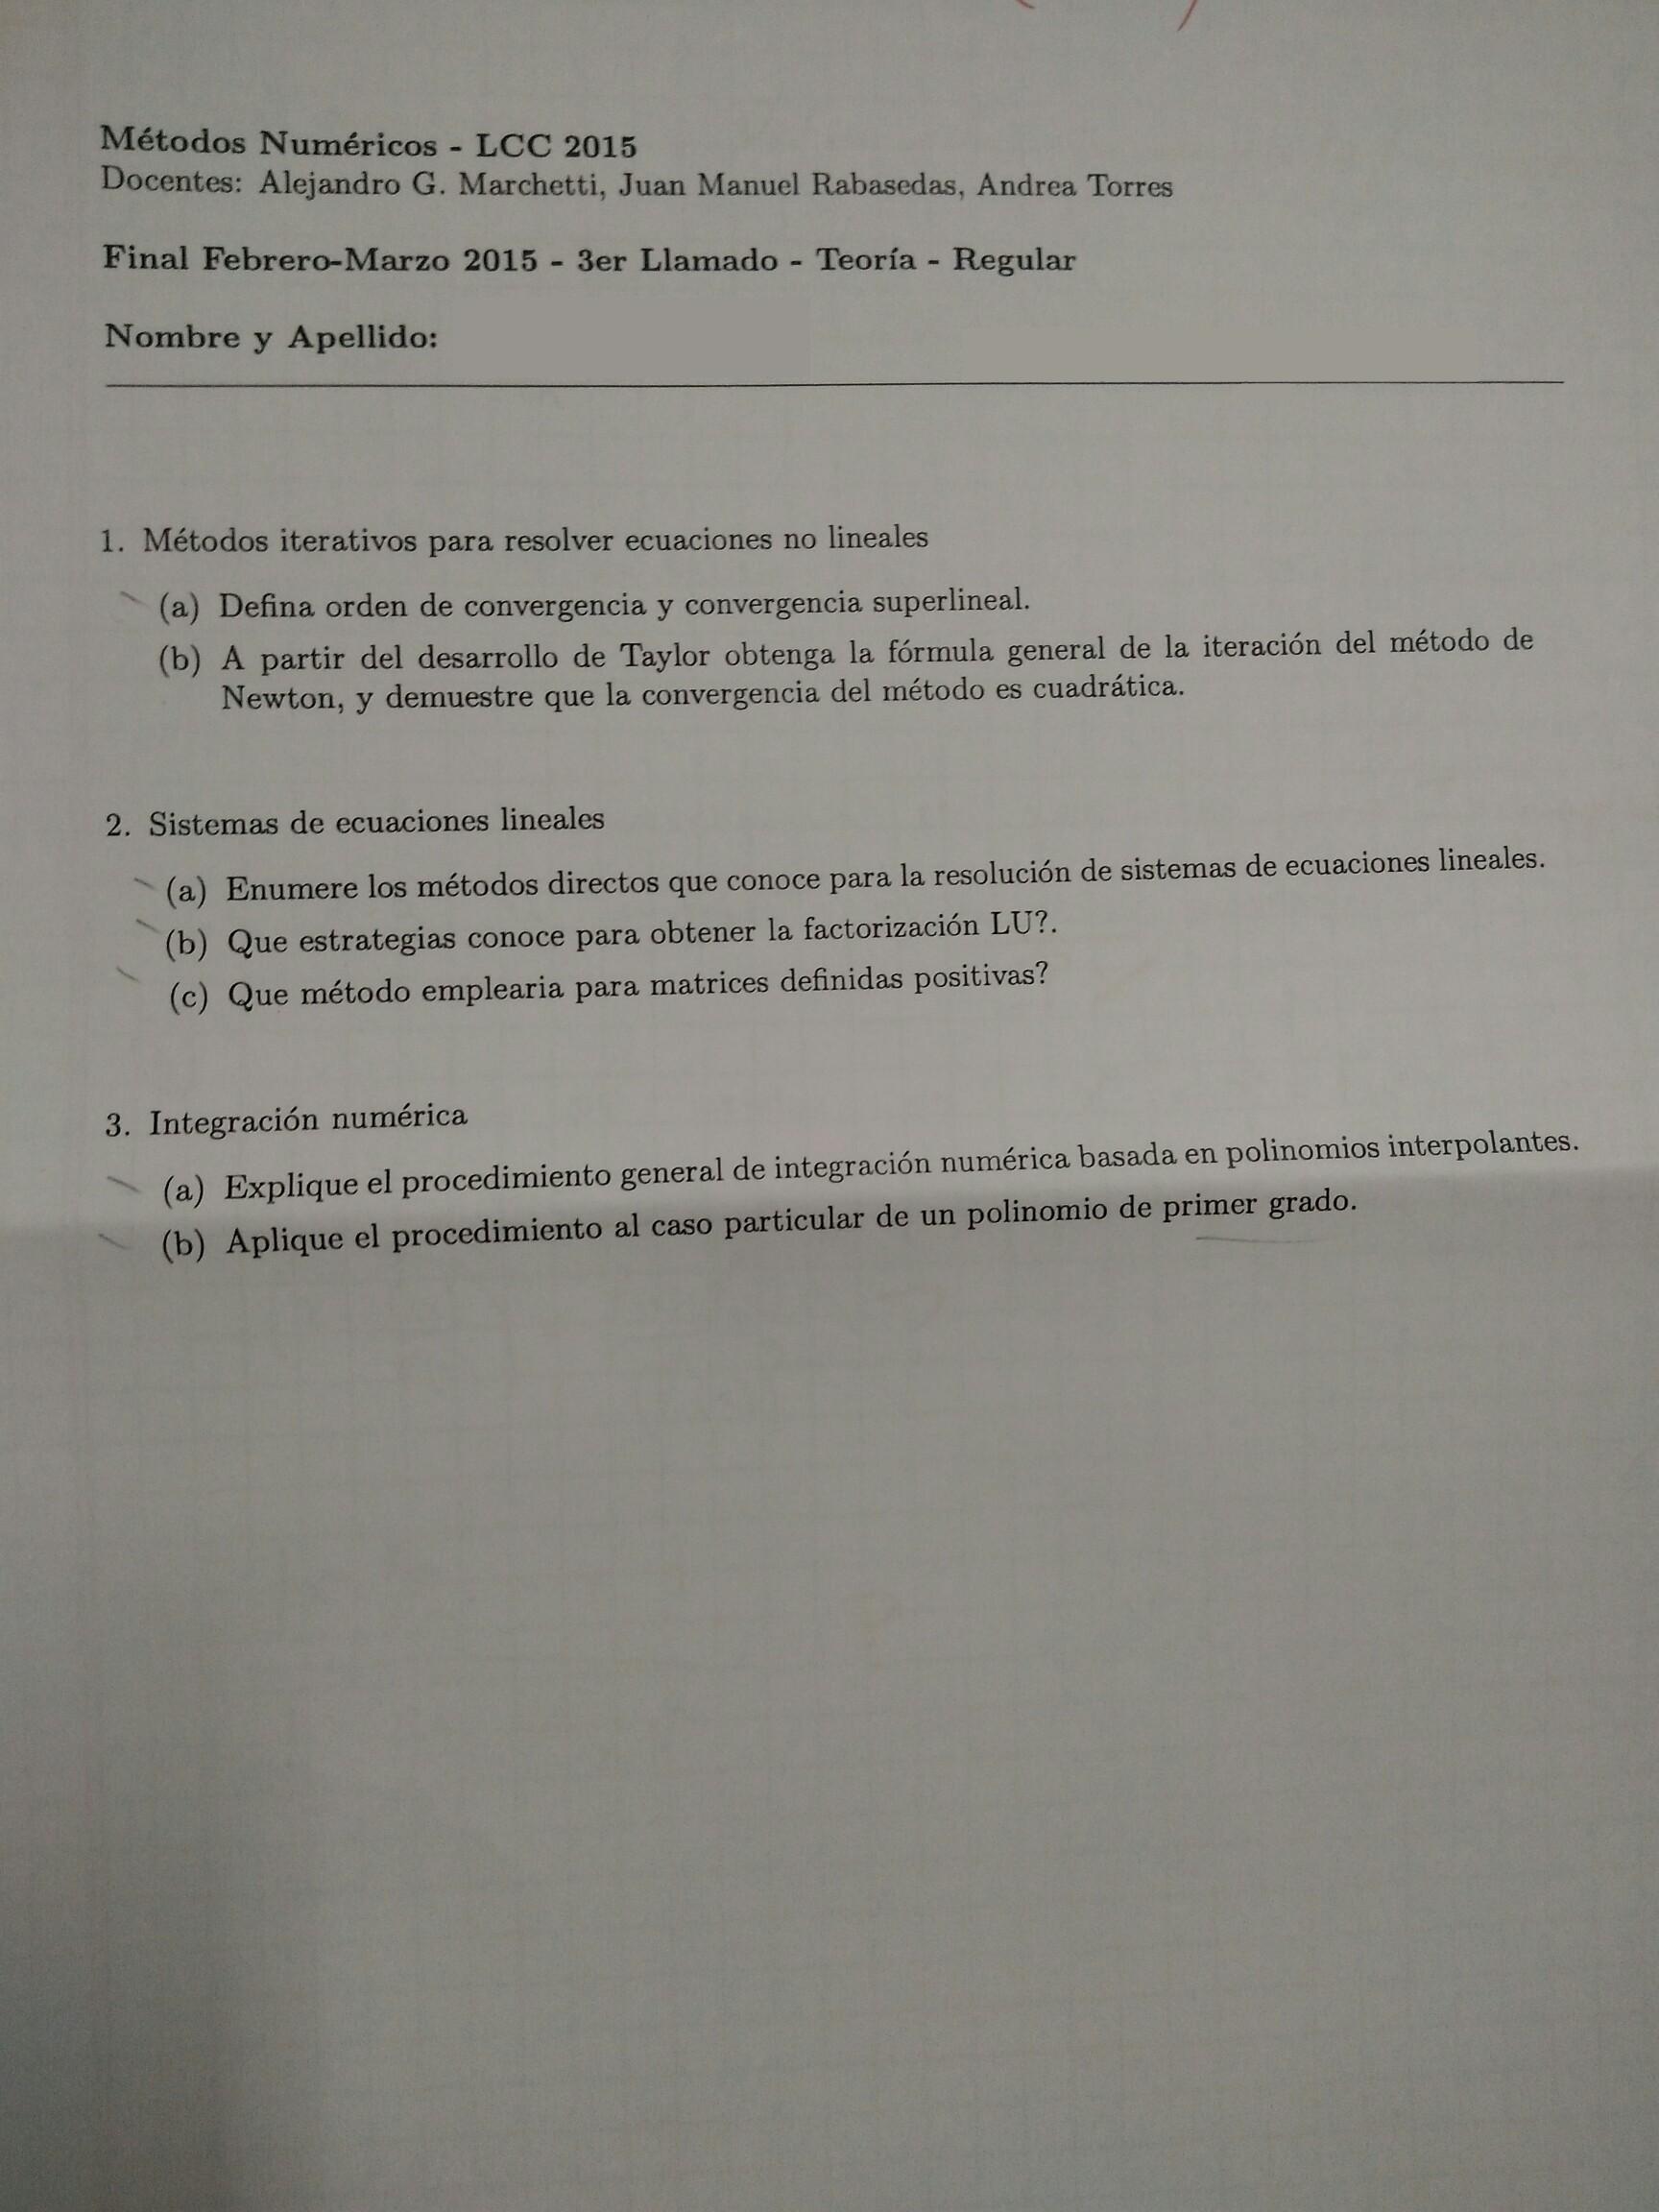 Métodos Numéricos - LCC 2015
Docentes: Alejandro G. Marchetti, Juan Manuel Rabasedas, Andrea Torres
Final Febrero-Marzo 2015 - 3er Llamado - Teoría - Regular
Nombre y Apellido:
1. Métodos iterativos para resolver ecuaciones no lineales
(a) Defina orden de convergencia y convergencia superlineal.
(b) A partir del desarrollo de Taylor obtenga la fórmula general de la iteración del método de
Newton, y demuestre que la convergencia del método es cuadrática.
2. Sistemas de ecuaciones lineales
(a) Enumere los métodos directos que conoce para la resolución de sistemas de ecuaciones lineales.
(b) Que estrategias conoce para obtener la factorización LU?.
(c) Que método emplearia para matrices definidas positivas?
3. Integración numérica
(a) Explique el procedimiento general de integración numérica basada en polinomios interpolantes.
(b) Aplique el procedimiento al caso particular de un polinomio de primer grado.